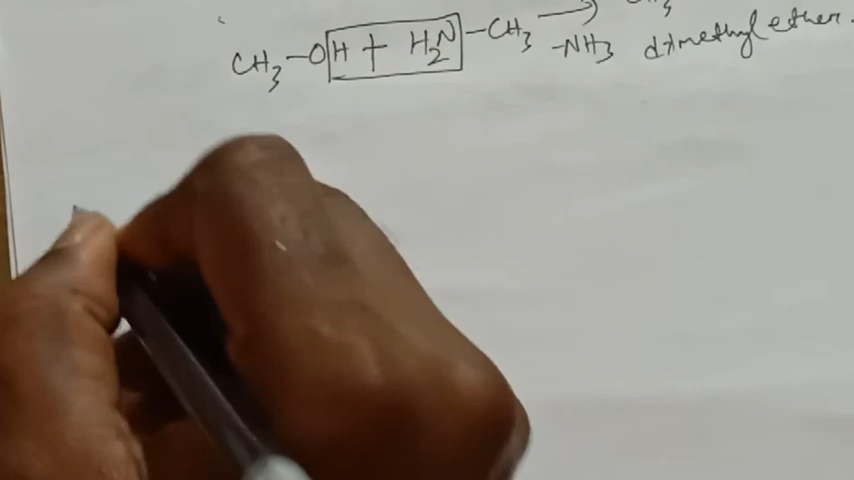 CH₃-OH + H₂N-CH₃ →
-NH₃ dimethyl ether.